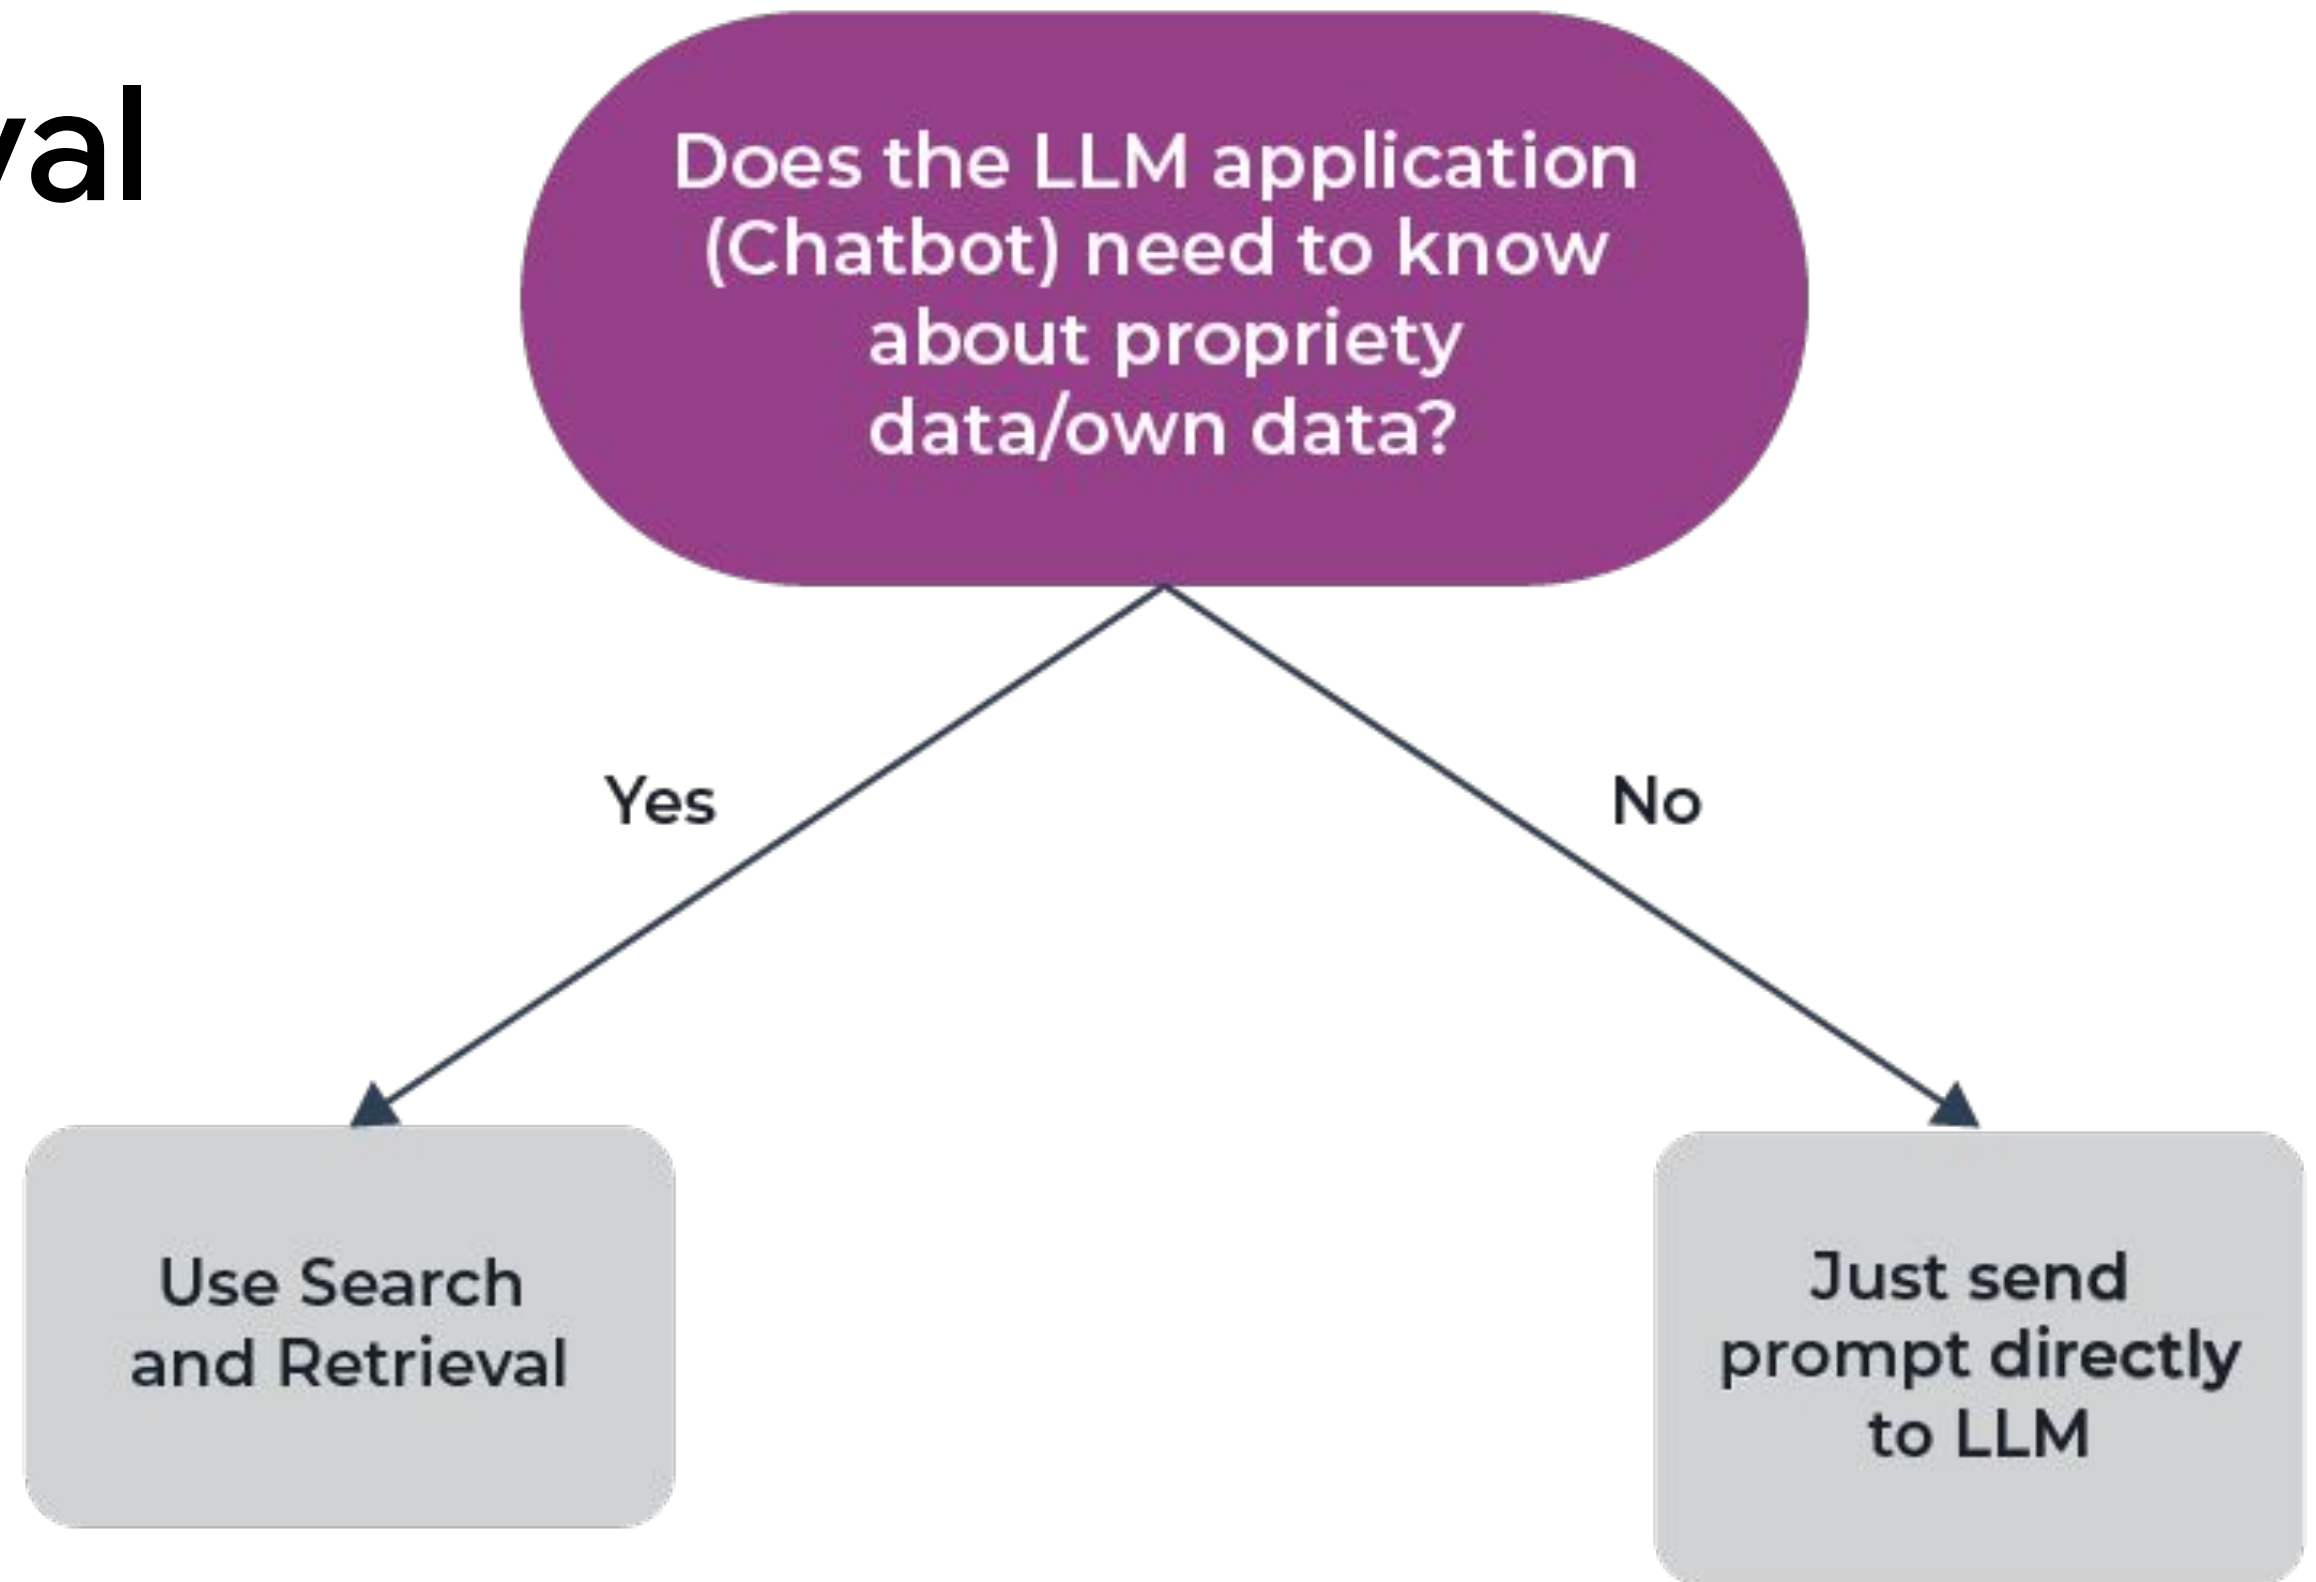 Does the LLM application
(Chatbot) need to know
about propriety
data/own data?
Yes
No
Use Search
and Retrieval
Just send
prompt directly
to LLM